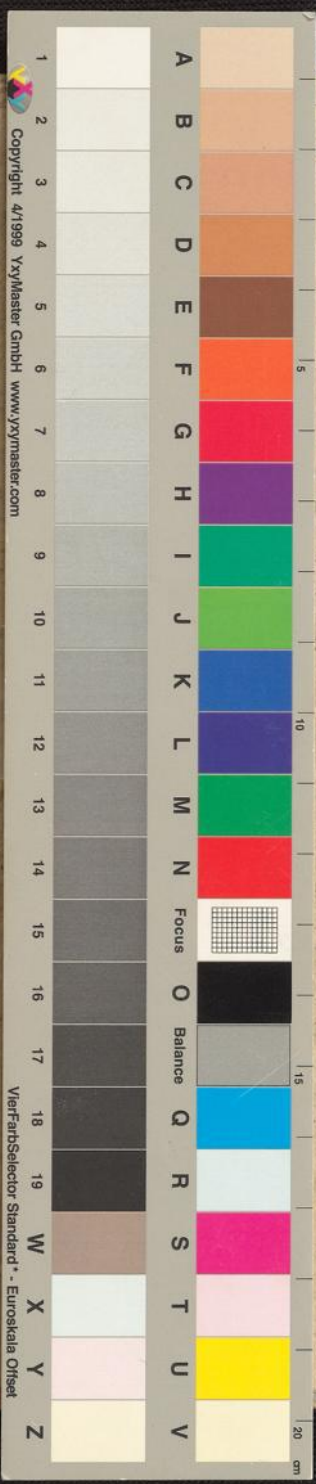 yxy
Copyright 4/1999 YxyMaster GmbH www.yxymaster.com
VierFarbSelector Standard* - Euroskala Offset
1 2 3 4 5 6 7 8 9 10 11 12 13 14 15 16 17 18 19 W X Y Z
A B C D E F G H I J K L M N Focus O Balance Q R S T U V
5 10 15 20 cm